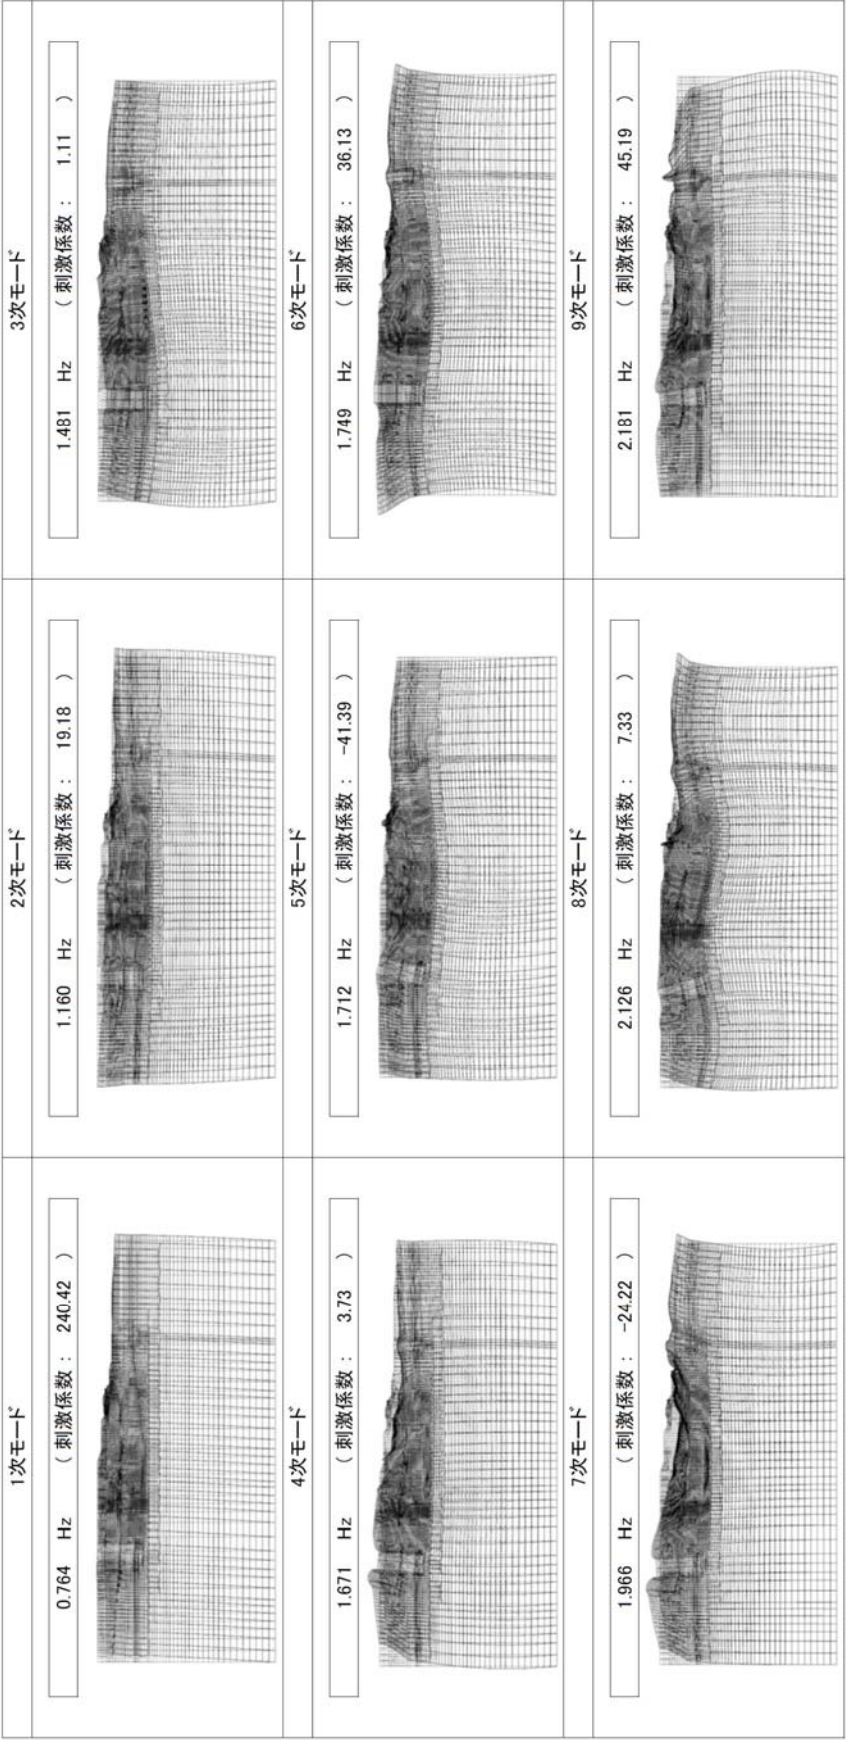 1次モード
0.764 Hz ( 刺激係数 : 240.42 )
2次モード
1.160 Hz ( 刺激係数 : 19.18 )
3次モード
1.481 Hz ( 刺激係数 : 1.11 )
4次モード
1.671 Hz ( 刺激係数 : 3.73 )
5次モード
1.712 Hz ( 刺激係数 : -41.39 )
6次モード
1.749 Hz ( 刺激係数 : 36.13 )
7次モード
1.966 Hz ( 刺激係数 : -24.22 )
8次モード
2.126 Hz ( 刺激係数 : 7.33 )
9次モード
2.181 Hz ( 刺激係数 : 45.19 )